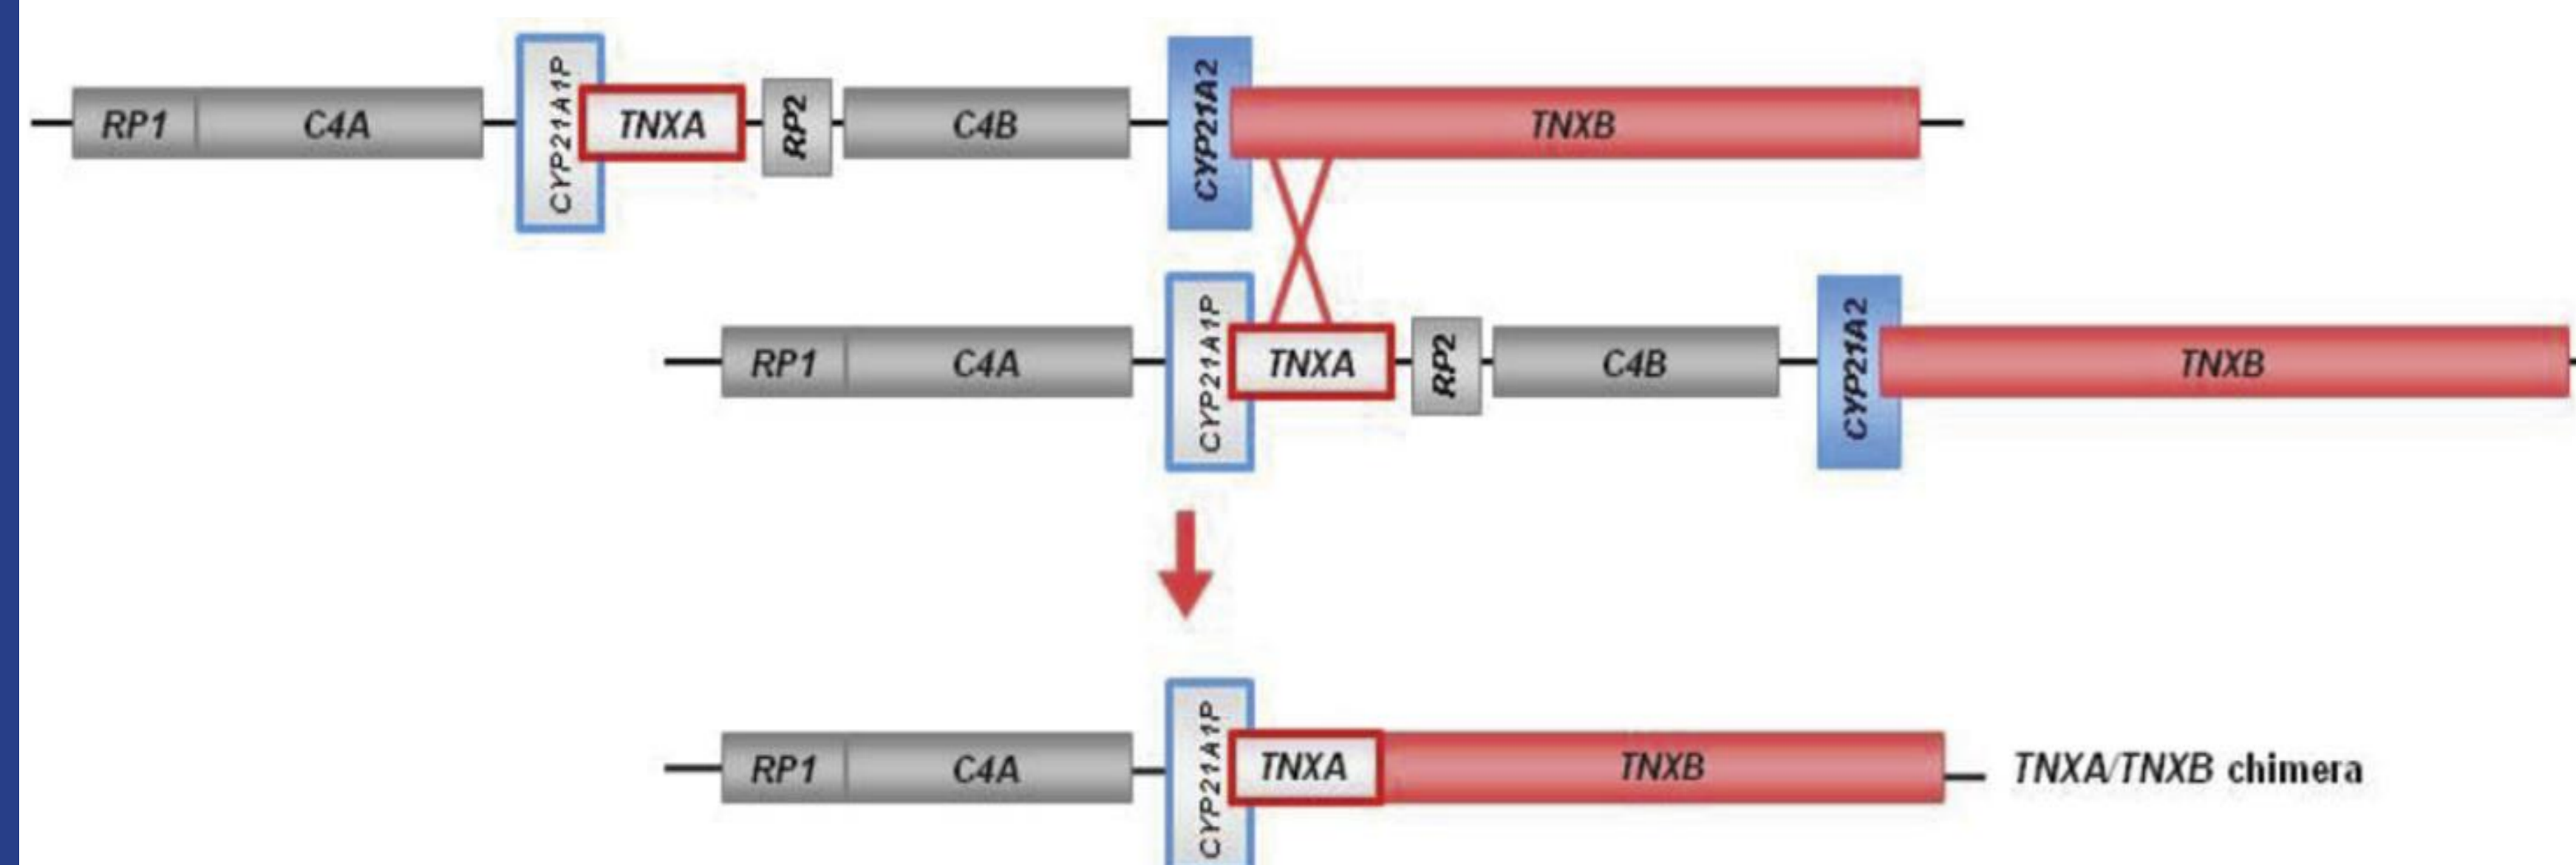 RP1 C4A CYP21A1P TNXA RP2 C4B CYP21A2 TNXB
RP1 C4A CYP21A1P TNXA RP2 C4B CYP21A2 TNXB
RP1 C4A CYP21A1P TNXA TNXB TNXA/TNXB chimera